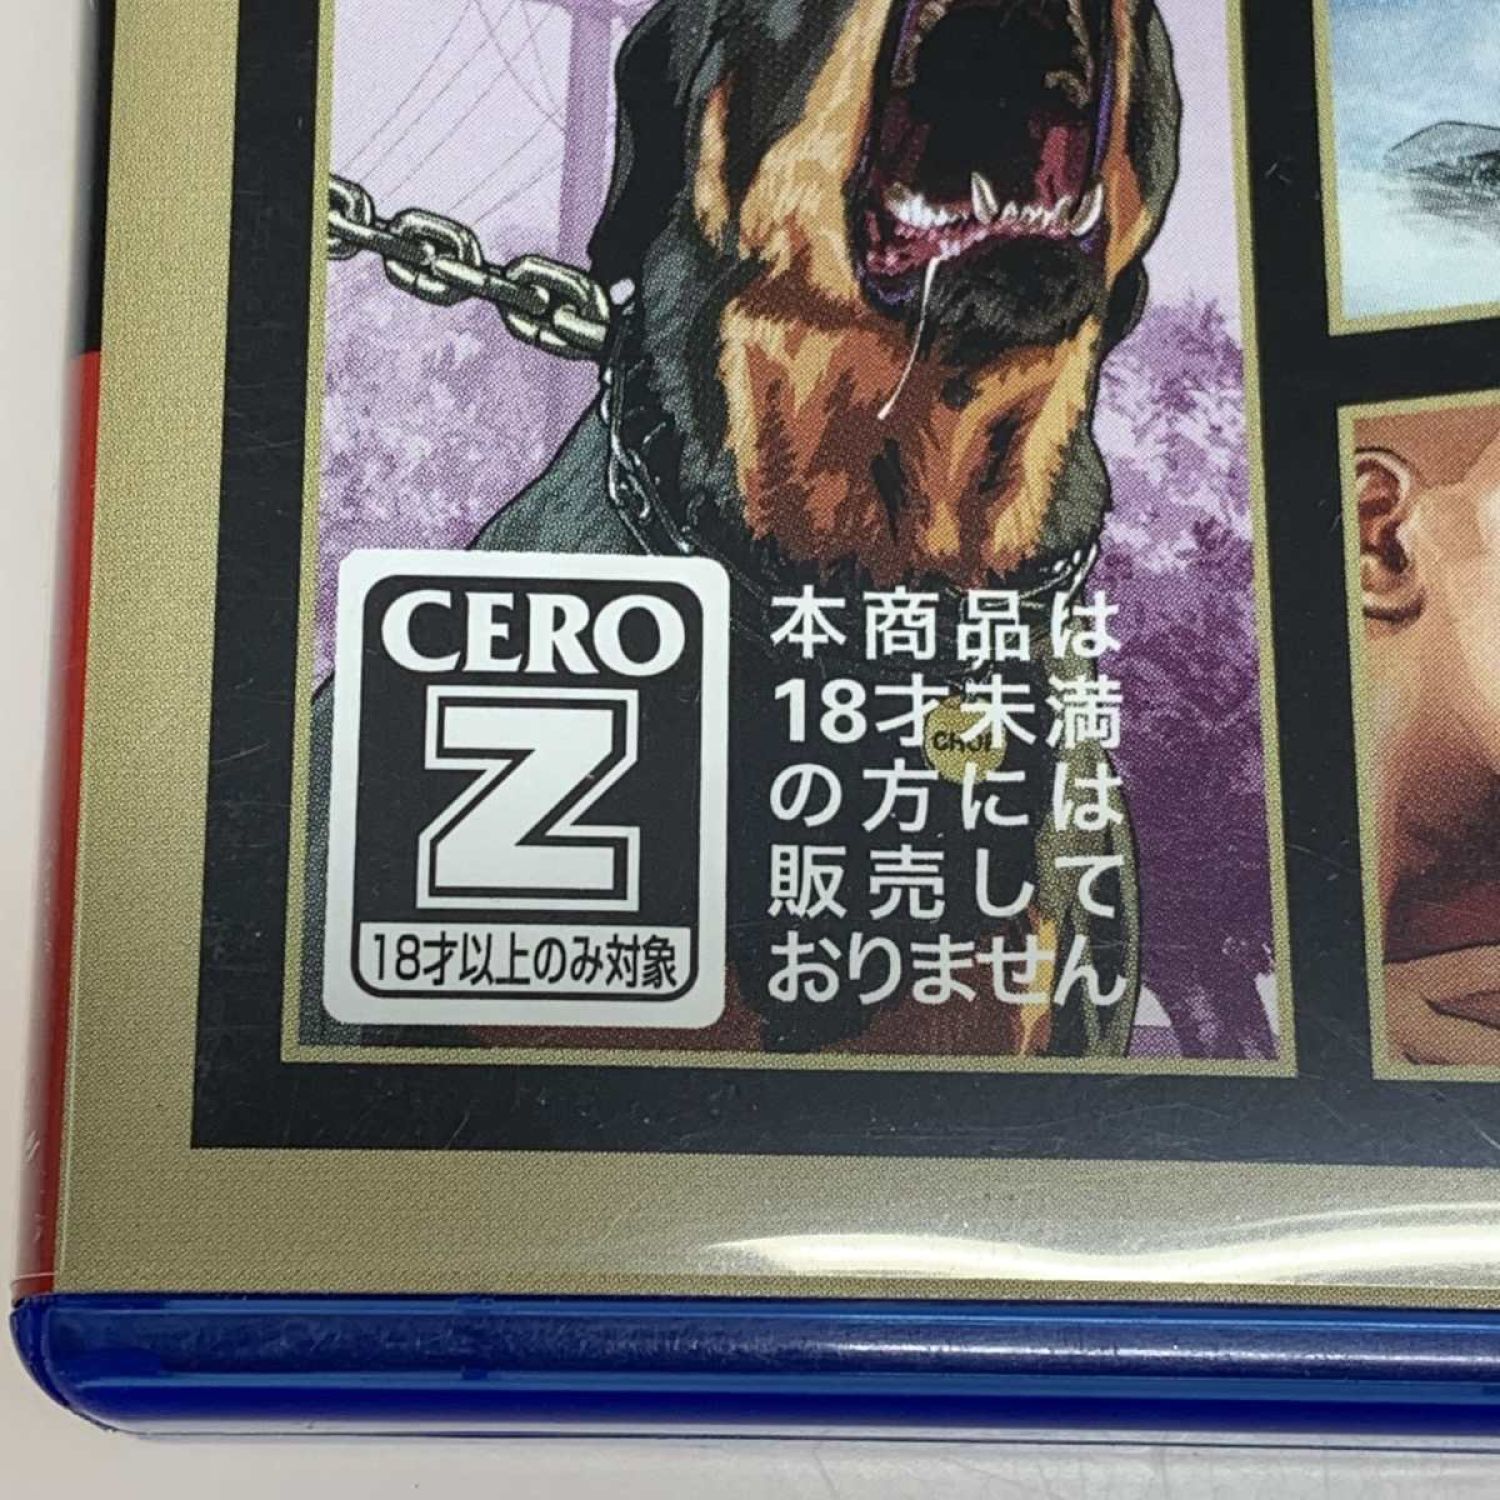 CERO
Z
18才以上のみ対象
本商品は
18才未満
の方には
販売して
おりません